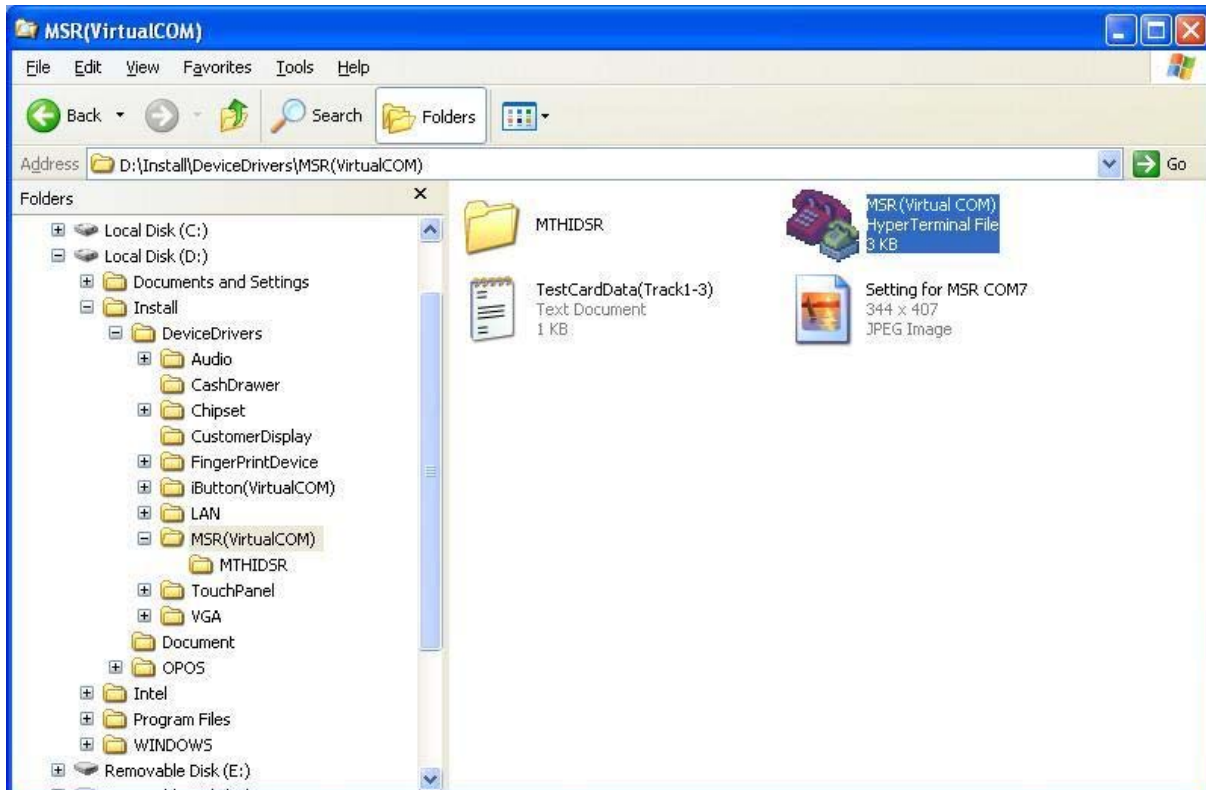 MSR(VirtualCOM)
File Edit View Favorites Tools Help
Back Search Folders
Address D:\Install\DeviceDrivers\MSR(VirtualCOM) Go
Folders
Local Disk (C:)
Local Disk (D:)
Documents and Settings
Install
DeviceDrivers
Audio
CashDrawer
Chipset
CustomerDisplay
FingerPrintDevice
iButton(VirtualCOM)
LAN
MSR(VirtualCOM)
MTHIDSR
TouchPanel
VGA
Document
OPOS
Intel
Program Files
WINDOWS
Removable Disk (E:)
MTHIDSR
MSR(Virtual COM)
HyperTerminal File
3 KB
TestCardData(Track1-3)
Text Document
1 KB
Setting for MSR COM7
344 x 407
JPEG Image